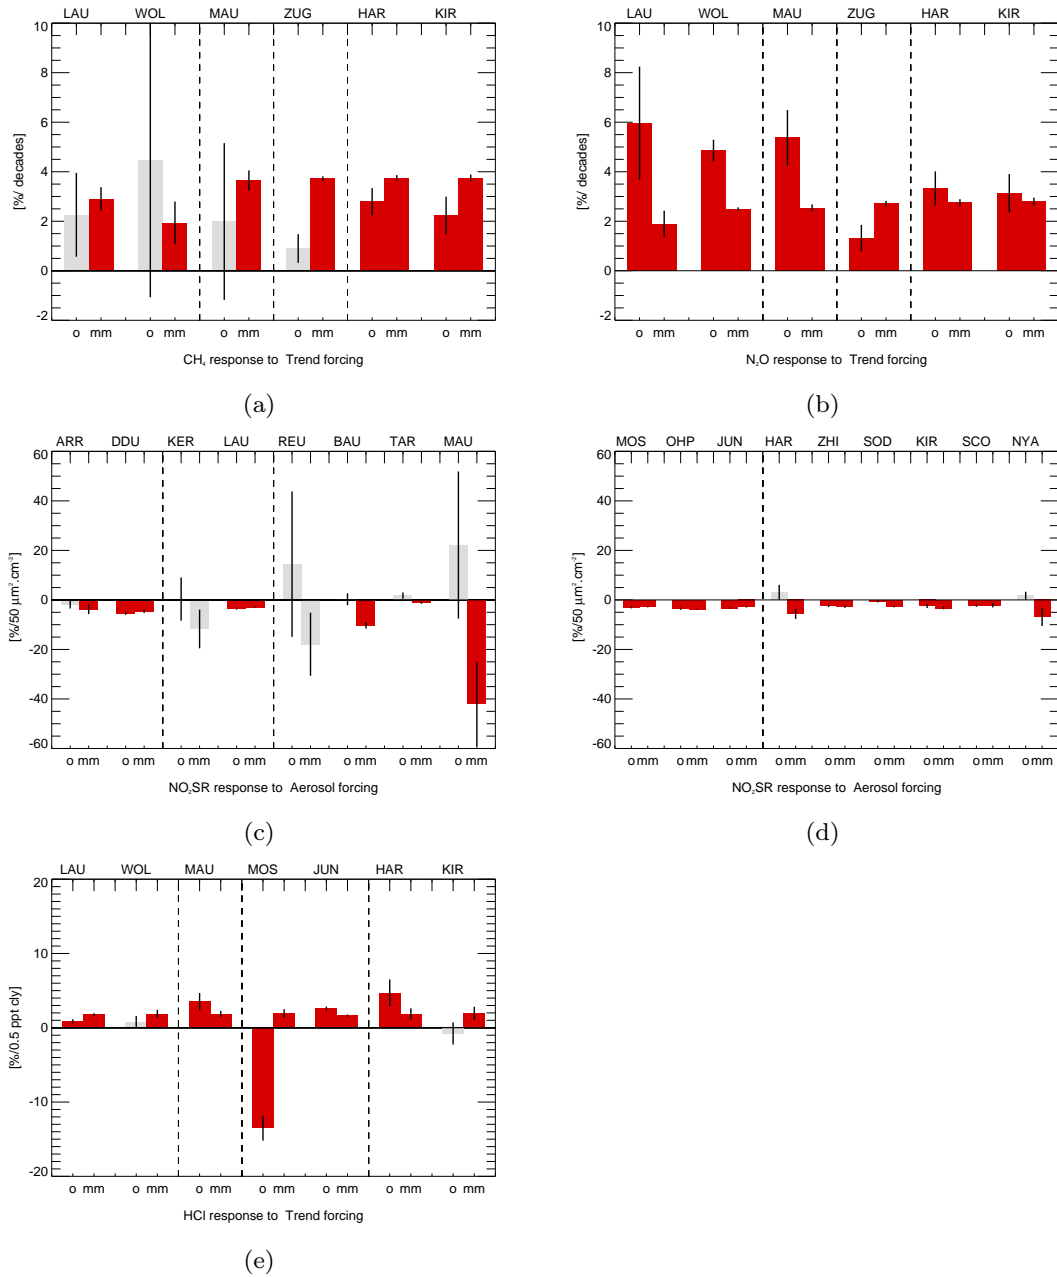 LAU WOL MAU ZUG HAR KIR
10
8
6
4
2
0
-2
[%/ decades]
o mm o mm o mm o mm o mm o mm
CH₄ response to Trend forcing
(a)
LAU WOL MAU ZUG HAR KIR
10
8
6
4
2
0
-2
[%/ decades]
o mm o mm o mm o mm o mm o mm
N₂O response to Trend forcing
(b)
ARR DDU KER LAU REU BAU TAR MAU
60
40
20
0
-20
-40
-60
[%/50 μm².cm⁻²]
o mm o mm o mm o mm o mm o mm o mm o mm
NO₂SR response to Aerosol forcing
(c)
MOS OHP JUN HAR ZHI SOD KIR SCO NYA
60
40
20
0
-20
-40
-60
[%/50 μm².cm⁻²]
o mm o mm o mm o mm o mm o mm o mm o mm o mm
NO₂SR response to Aerosol forcing
(d)
LAU WOL MAU MOS JUN HAR KIR
20
10
0
-10
-20
[%/0.5 ppt cly]
o mm o mm o mm o mm o mm o mm o mm
HCl response to Trend forcing
(e)